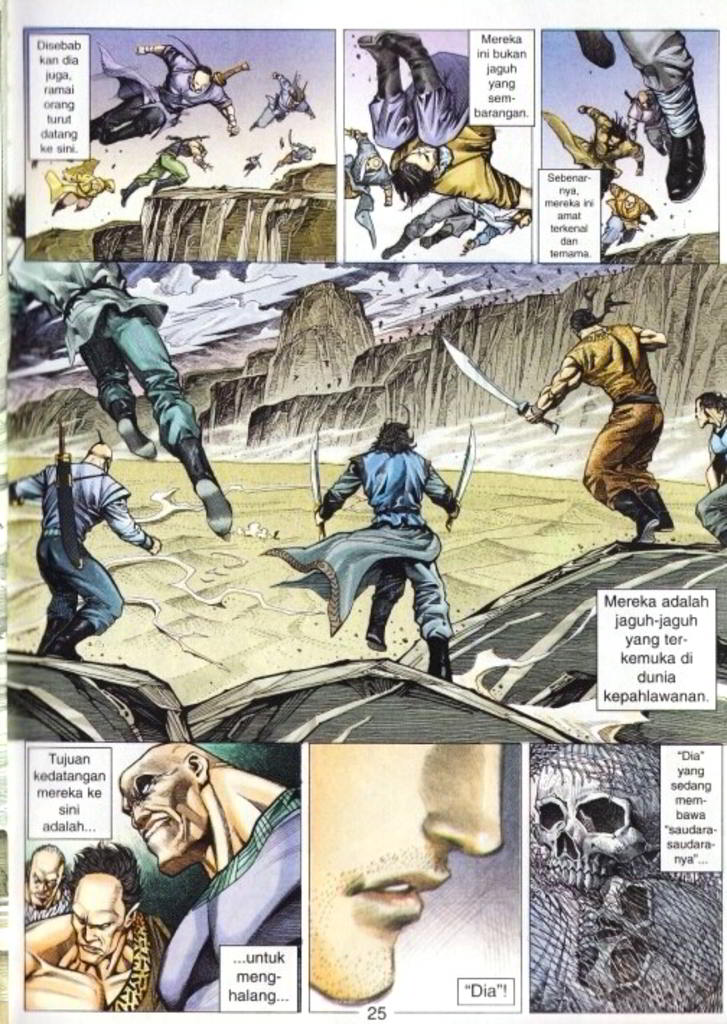 Disebab
kan dia
juga,
ramai
orang
turut
datang
ke sini.
Mereka
ini bukan
jaguh
yang
sem-
barangan.
Sebenar-
nya,
mereka ini
amat
terkenal
dan
ternama.
Mereka adalah
jaguh-jaguh
yang ter-
kemuka di
dunia
kepahlawanan.
Tujuan
kedatangan
mereka ke
sini
adalah...
...untuk
meng-
halang...
"Dia"!
"Dia"
yang
sedang
mem-
bawa
"saudara-
saudara-
nya"...
25